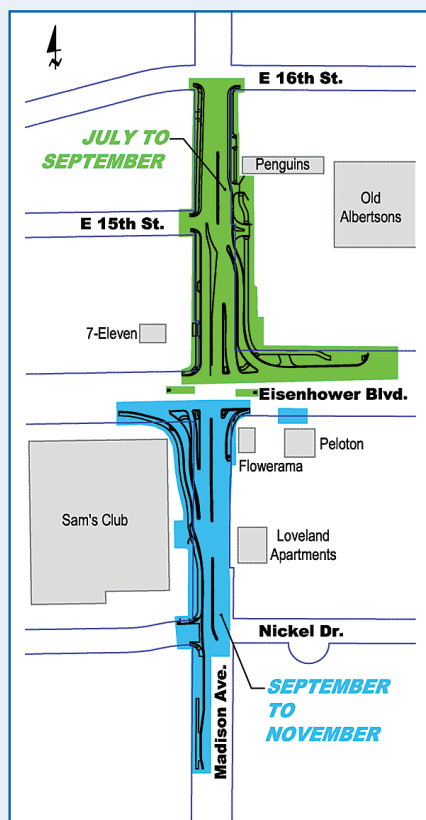 E 16th St.
JULY TO
SEPTEMBER
Penguins
Old
Albertsons
E 15th St.
7-Eleven
Eisenhower Blvd.
Peloton
Flowerama
Sam's Club
Loveland
Apartments
Nickel Dr.
Madison Ave.
SEPTEMBER
TO
NOVEMBER